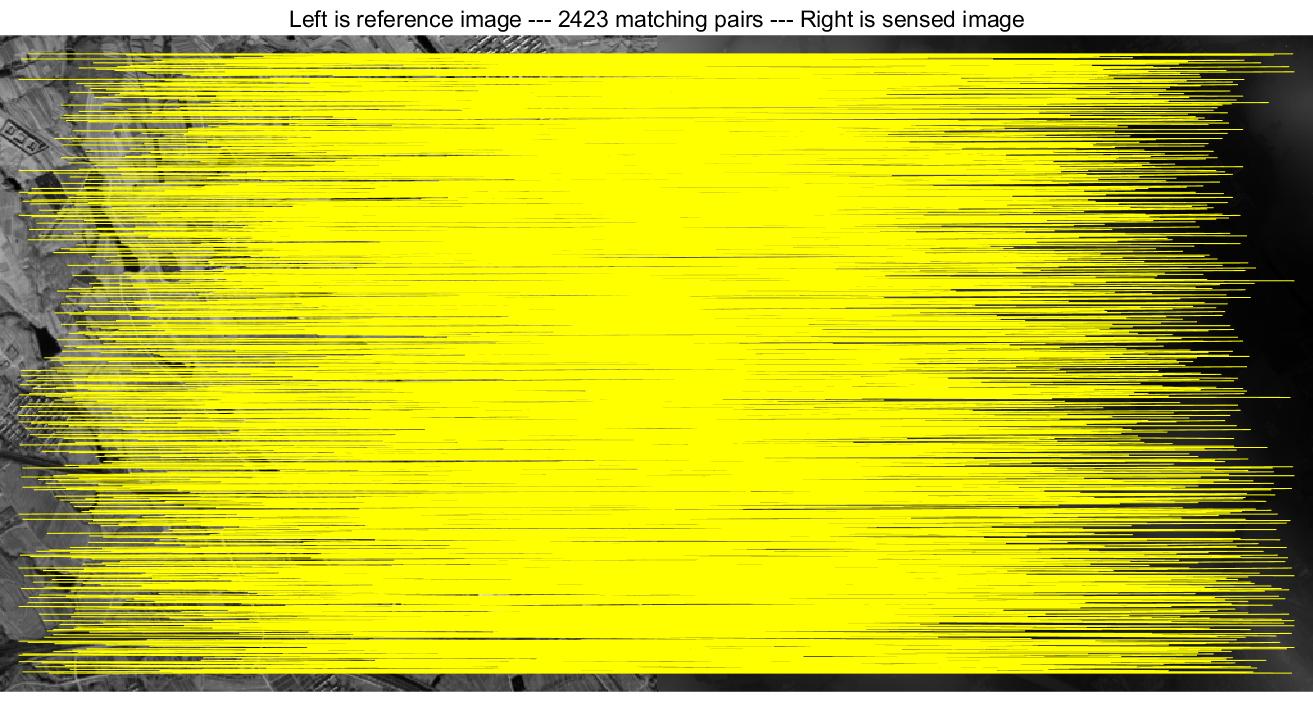 Left is reference image --- 2423 matching pairs --- Right is sensed image